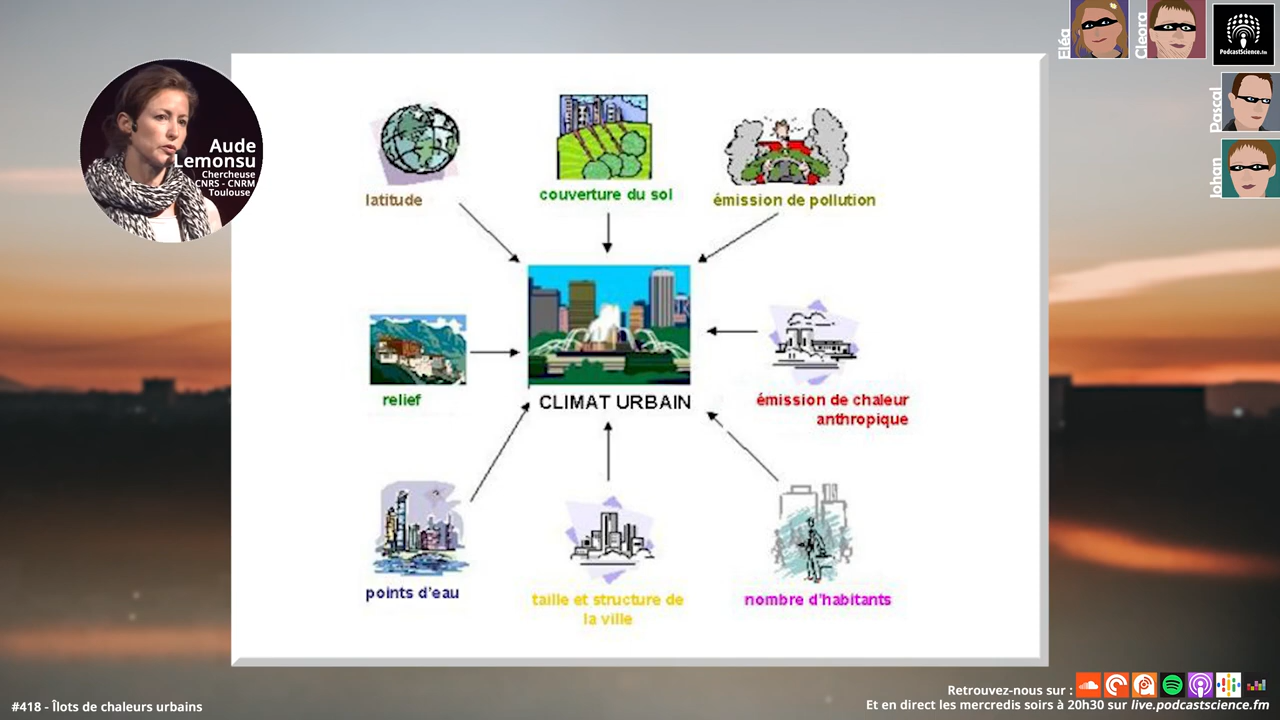 Eléa
Cleora
PodcastScience.fm
Pascal
Johan
Aude
Lemonsu
Chercheuse
CNRS - CNRM
Toulouse
latitude
couverture du sol
émission de pollution
relief
CLIMAT URBAIN
émission de chaleur
anthropique
points d'eau
taille et structure de
la ville
nombre d'habitants
#418 - Îlots de chaleurs urbains
Retrouvez-nous sur :
Et en direct les mercredis soirs à 20h30 sur live.podcastscience.fm